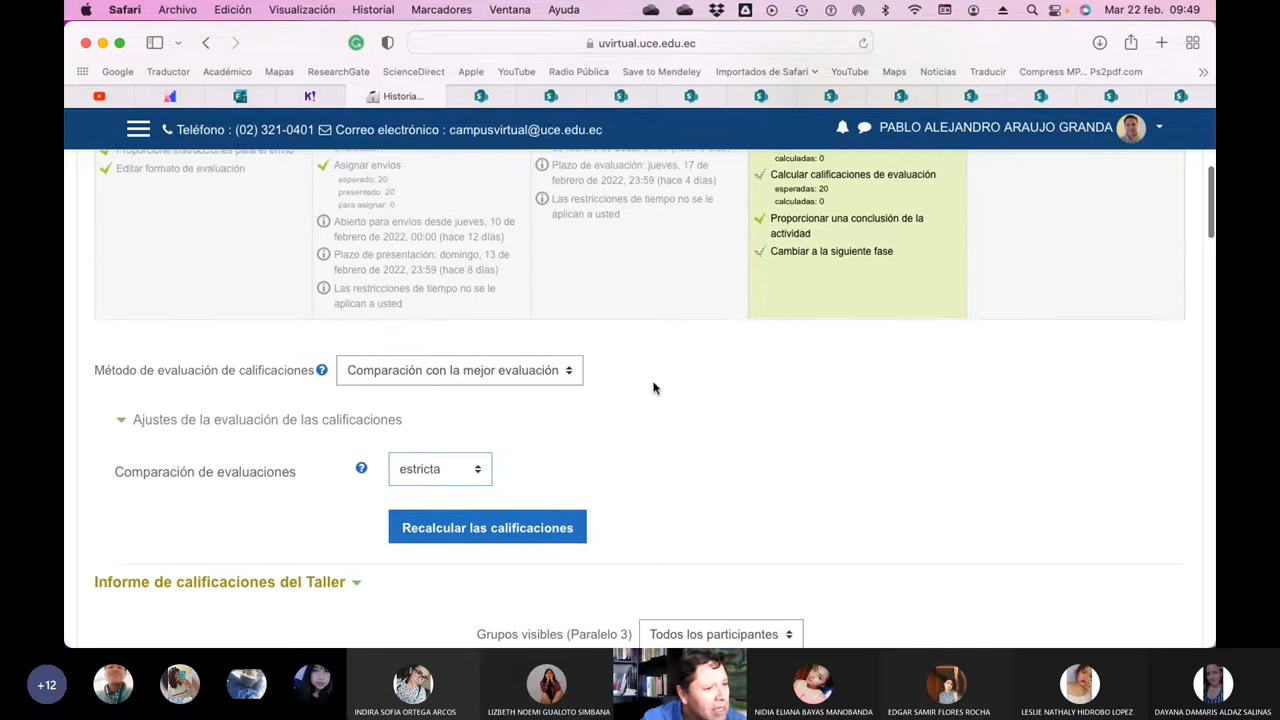 Safari Archivo Edición Visualización Historial Marcadores Ventana Ayuda Mar 22 feb. 09:49
uvirtual.uce.edu.ec
Google Traductor Académico Mapas ResearchGate ScienceDirect Apple YouTube Radio Pública Save to Mendeley Importados de Safari YouTube Maps Noticias Traducir Compress MP... Ps2pdf.com
Historia...
Teléfono : (02) 321-0401 Correo electrónico : campusvirtual@uce.edu.ec PABLO ALEJANDRO ARAUJO GRANDA
Proporcione instrucciones para el envío
Editar formato de evaluación
Asignar envíos
esperado: 20
presentado: 20
para asignar: 0
Abierto para envíos desde jueves, 10 de
febrero de 2022, 00:00 (hace 12 días)
Plazo de presentación: domingo, 13 de
febrero de 2022, 23:59 (hace 8 días)
Las restricciones de tiempo no se le
aplican a usted
Plazo de evaluación: jueves, 17 de
febrero de 2022, 23:59 (hace 4 días)
Las restricciones de tiempo no se le
aplican a usted
calculadas: 0
Calcular calificaciones de evaluación
esperadas: 20
calculadas: 0
Proporcionar una conclusión de la
actividad
Cambiar a la siguiente fase
Método de evaluación de calificaciones Comparación con la mejor evaluación
Ajustes de la evaluación de las calificaciones
Comparación de evaluaciones estricta
Recalcular las calificaciones
Informe de calificaciones del Taller
Grupos visibles (Paralelo 3) Todos los participantes
+12
INDIRA SOFIA ORTEGA ARCOS LIZBETH NOEMI GUALOTO SIMBANA NIDIA ELIANA BAYAS MANOBANDA EDGAR SAMIR FLORES ROCHA LESLIE NATHALY HIDROBO LOPEZ DAYANA DAMARIS ALDAZ SALINAS